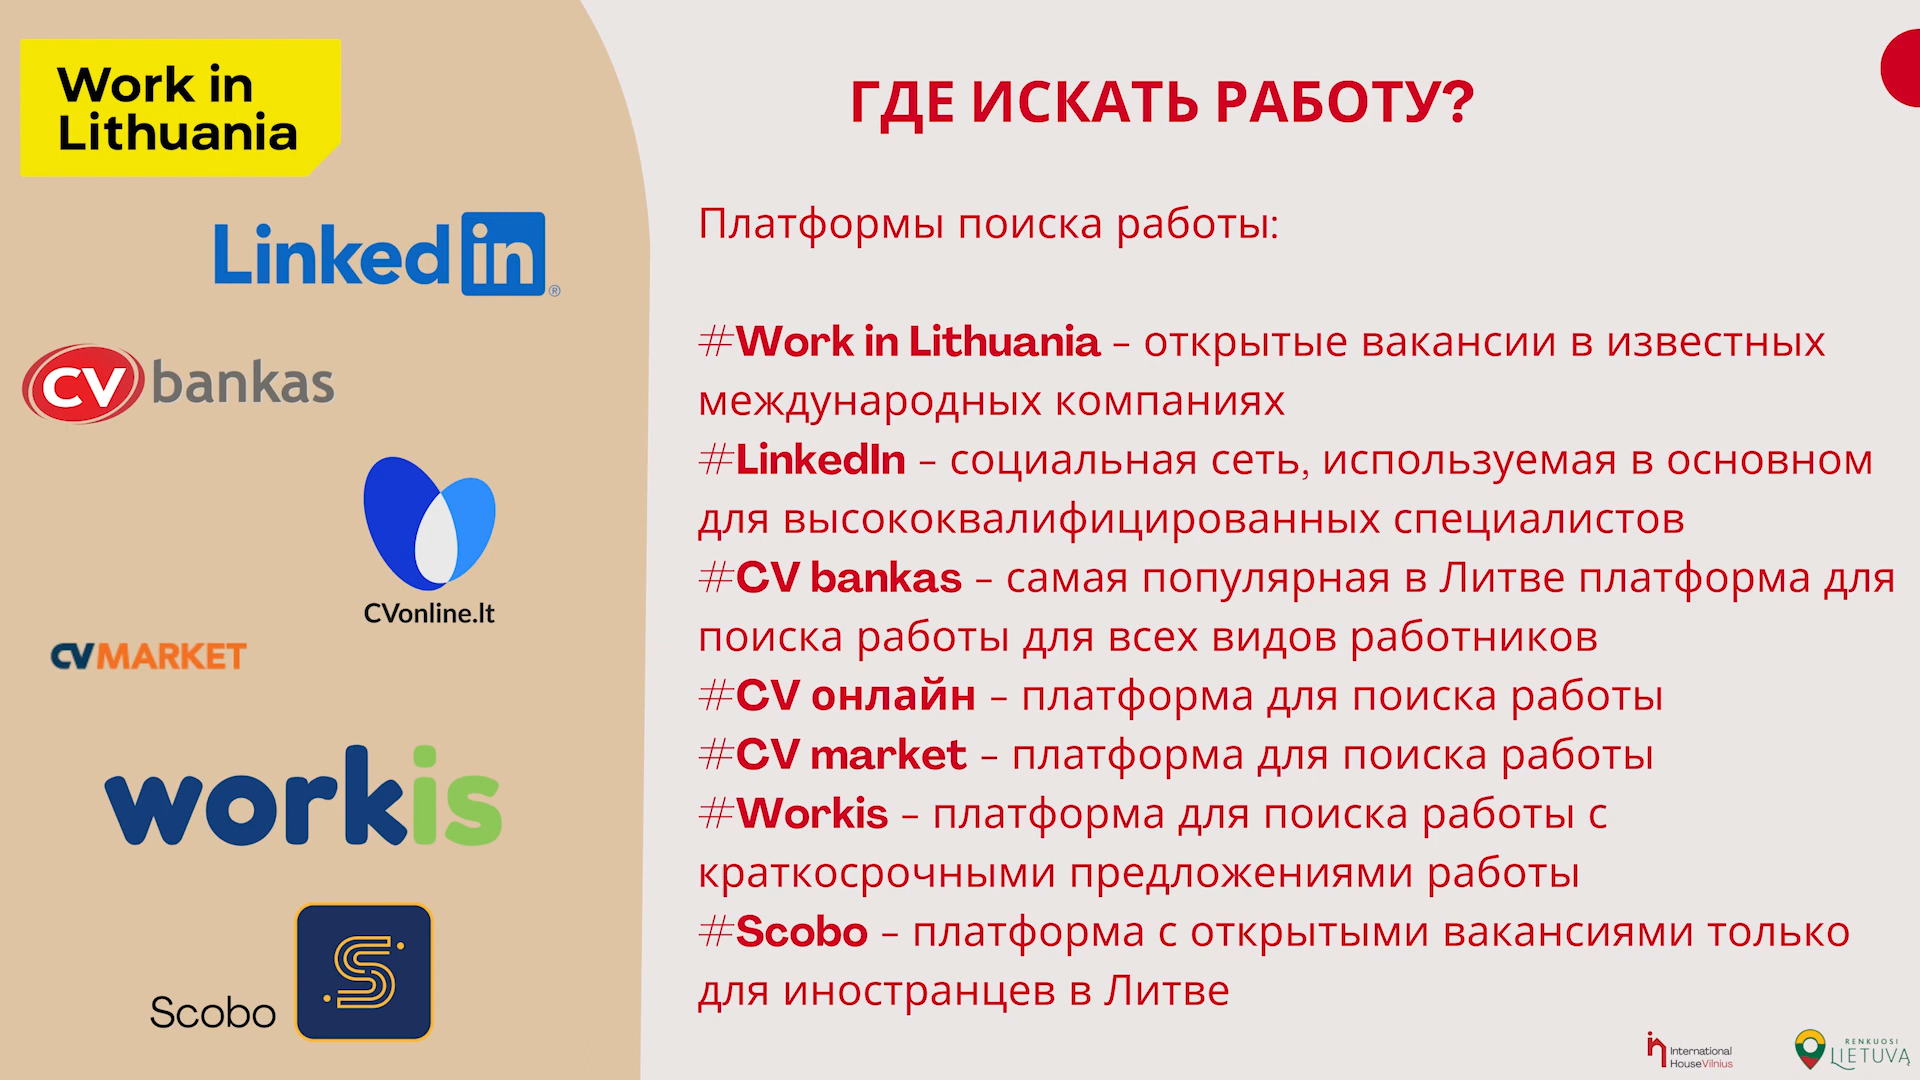 Work in
Lithuania
Linked in ®
CV bankas
CVonline.lt
CVMARKET
workis
Scobo
S
ГДЕ ИСКАТЬ РАБОТУ?
Платформы поиска работы:
#Work in Lithuania – открытые вакансии в известных
международных компаниях
#LinkedIn – социальная сеть, используемая в основном
для высококвалифицированных специалистов
#CV bankas – самая популярная в Литве платформа для
поиска работы для всех видов работников
#CV онлайн – платформа для поиска работы
#CV market – платформа для поиска работы
#Workis – платформа для поиска работы с
краткосрочными предложениями работы
#Scobo – платформа с открытыми вакансиями только
для иностранцев в Литве
International
HouseVilnius
RENKUOSI
LIETUVĄ